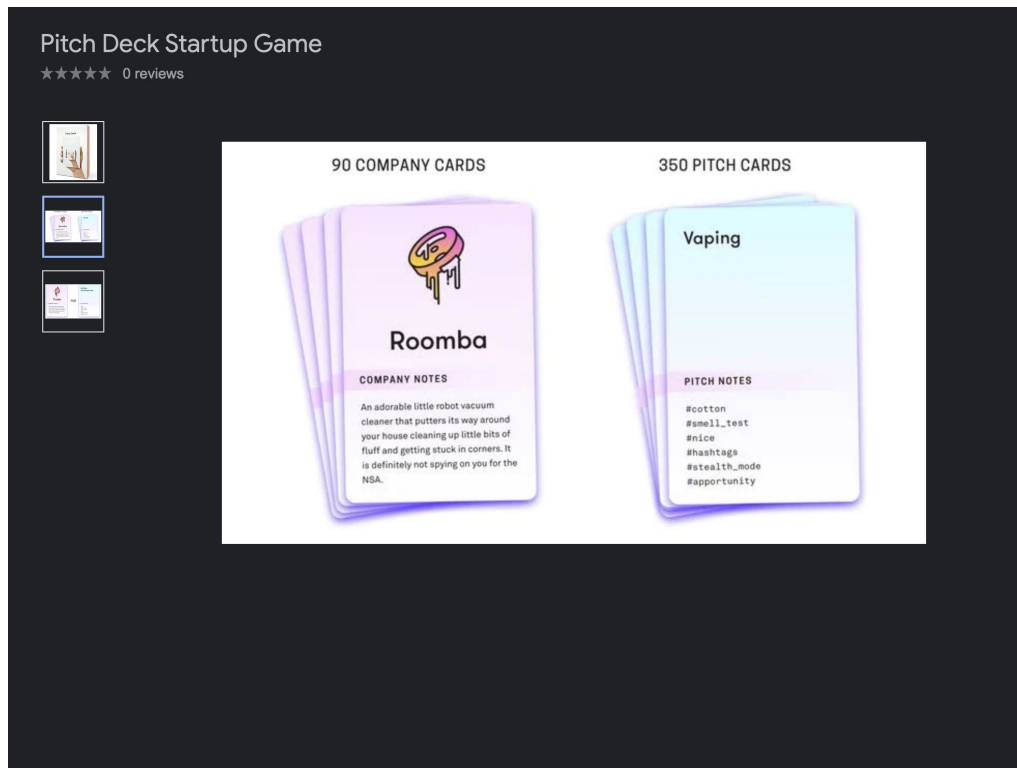 Pitch Deck Startup Game
0 reviews
90 COMPANY CARDS
350 PITCH CARDS
Roomba
COMPANY NOTES
An adorable little robot vacuum
cleaner that putters its way around
your house cleaning up little bits of
fluff and getting stuck in corners. It
is definitely not spying on you for the
NSA.
Vaping
PITCH NOTES
#cotton
#smell_test
#nice
#hashtags
#stealth_mode
#apportunity